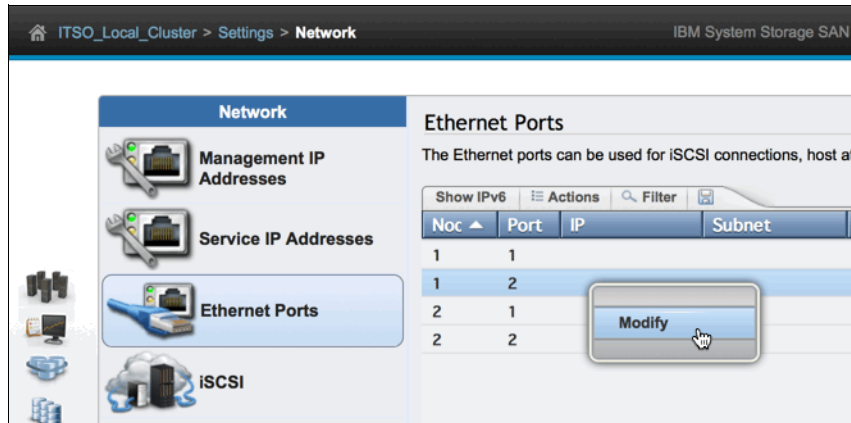 ITSO_Local_Cluster > Settings > Network
IBM System Storage SAN
Network
Management IP
Addresses
Service IP Addresses
Ethernet Ports
iSCSI
Ethernet Ports
The Ethernet ports can be used for iSCSI connections, host a
Show IPv6 Actions Filter
Noc Port IP Subnet
1 1
1 2
2 1
2 2
Modify